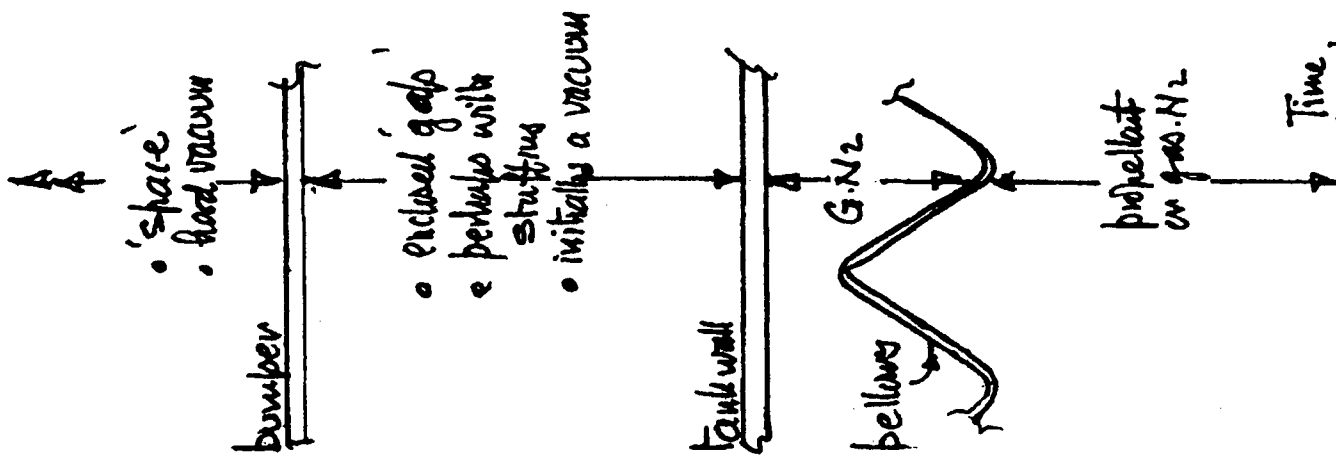 • 'space'
• hard vacuum
bumper
• enclosed 'gap'
• perhaps with
stuffing
• initially a vacuum
tank wall
G.N2
bellows
propellant
or gas.N2
Time